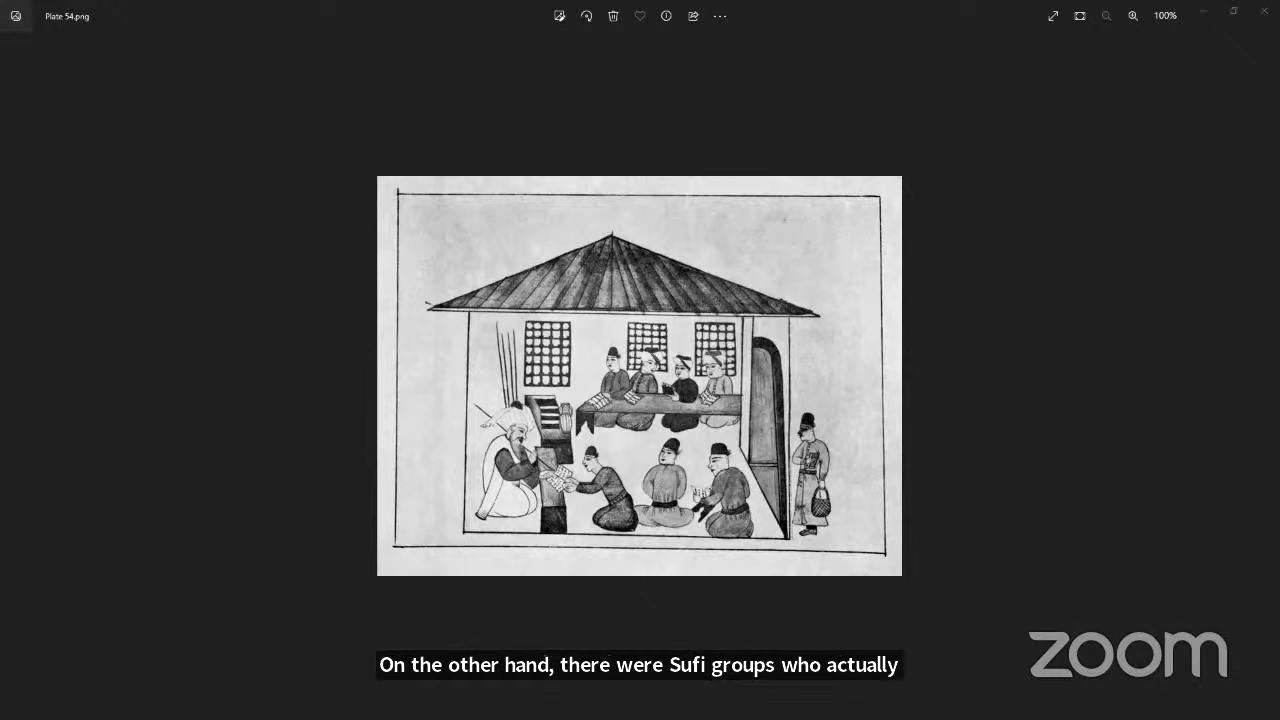 Plate 54.png
100%
On the other hand, there were Sufi groups who actually
zoom